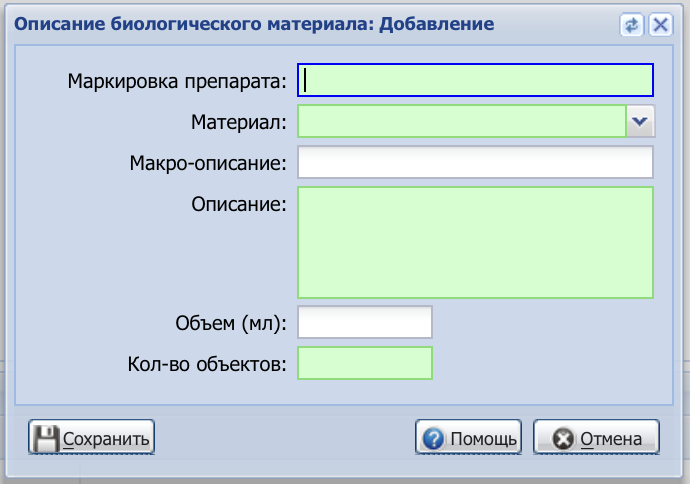 Описание биологического материала: Добавление
Маркировка препарата:
Материал:
Макро-описание:
Описание:
Объем (мл):
Кол-во объектов:
Сохранить Помощь Отмена